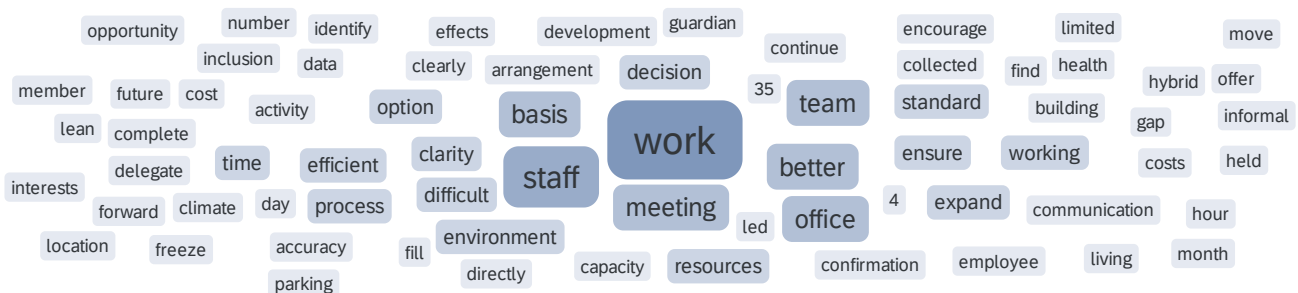 opportunity number identify effects development guardian encourage limited move
inclusion data clearly arrangement decision continue collected find health hybrid offer
member future cost activity option basis work 35 team standard building gap informal
lean complete time efficient clarity staff better ensure working costs held
interests delegate difficult meeting 4 expand communication hour
forward climate day process environment led office
location freeze accuracy fill directly capacity resources confirmation employee living month
parking